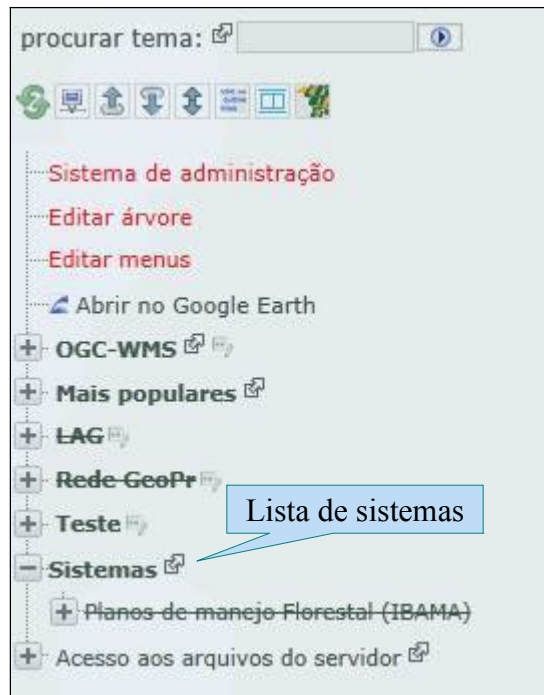 procurar tema:
Sistema de administração
Editar árvore
Editar menus
Abrir no Google Earth
OGC-WMS
Mais populares
LAG
Rede GeoPr
Teste
Lista de sistemas
Sistemas
Planos de manejo Florestal (IBAMA)
Acesso aos arquivos do servidor